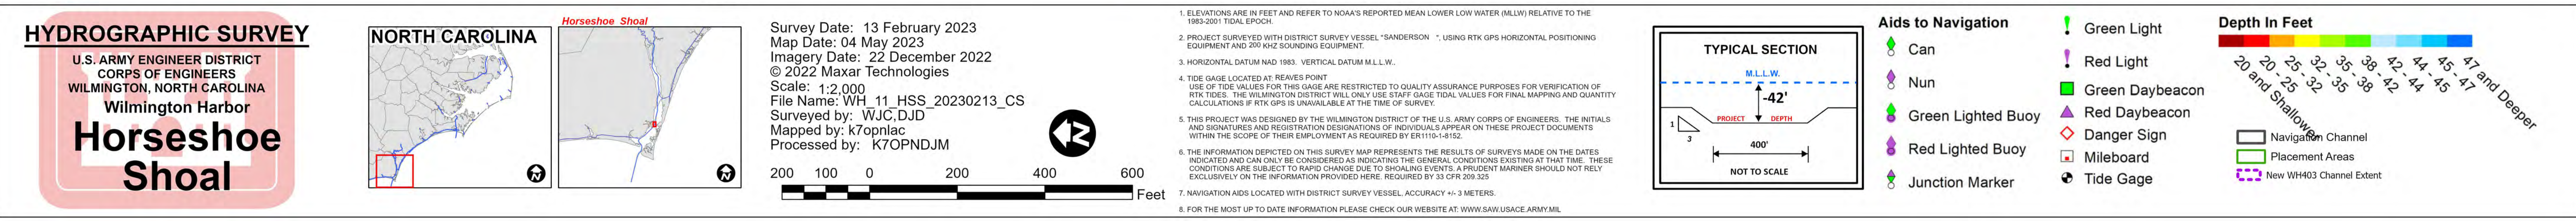 HYDROGRAPHIC SURVEY
U.S. ARMY ENGINEER DISTRICT
CORPS OF ENGINEERS
WILMINGTON, NORTH CAROLINA
Wilmington Harbor
Horseshoe
Shoal
NORTH CAROLINA
N
Horseshoe Shoal
N
Survey Date: 13 February 2023
Map Date: 04 May 2023
Imagery Date: 22 December 2022
© 2022 Maxar Technologies
Scale: 1:2,000
File Name: WH_11_HSS_20230213_CS
Surveyed by: WJC,DJD
Mapped by: k7opnlac
Processed by: K7OPNDJM
N
200 100 0 200 400 600
Feet
1. ELEVATIONS ARE IN FEET AND REFER TO NOAA'S REPORTED MEAN LOWER LOW WATER (MLLW) RELATIVE TO THE
1983-2001 TIDAL EPOCH.
2. PROJECT SURVEYED WITH DISTRICT SURVEY VESSEL "SANDERSON ", USING RTK GPS HORIZONTAL POSITIONING
EQUIPMENT AND 200 KHZ SOUNDING EQUIPMENT.
3. HORIZONTAL DATUM NAD 1983. VERTICAL DATUM M.L.L.W..
4. TIDE GAGE LOCATED AT: REAVES POINT
USE OF TIDE VALUES FOR THIS GAGE ARE RESTRICTED TO QUALITY ASSURANCE PURPOSES FOR VERIFICATION OF
RTK TIDES. THE WILMINGTON DISTRICT WILL ONLY USE STAFF GAGE TIDAL VALUES FOR FINAL MAPPING AND QUANTITY
CALCULATIONS IF RTK GPS IS UNAVAILABLE AT THE TIME OF SURVEY.
5. THIS PROJECT WAS DESIGNED BY THE WILMINGTON DISTRICT OF THE U.S. ARMY CORPS OF ENGINEERS. THE INITIALS
AND SIGNATURES AND REGISTRATION DESIGNATIONS OF INDIVIDUALS APPEAR ON THESE PROJECT DOCUMENTS
WITHIN THE SCOPE OF THEIR EMPLOYMENT AS REQUIRED BY ER1110-1-8152.
6. THE INFORMATION DEPICTED ON THIS SURVEY MAP REPRESENTS THE RESULTS OF SURVEYS MADE ON THE DATES
INDICATED AND CAN ONLY BE CONSIDERED AS INDICATING THE GENERAL CONDITIONS EXISTING AT THAT TIME. THESE
CONDITIONS ARE SUBJECT TO RAPID CHANGE DUE TO SHOALING EVENTS. A PRUDENT MARINER SHOULD NOT RELY
EXCLUSIVELY ON THE INFORMATION PROVIDED HERE. REQUIRED BY 33 CFR 209.325
7. NAVIGATION AIDS LOCATED WITH DISTRICT SURVEY VESSEL, ACCURACY +/- 3 METERS.
8. FOR THE MOST UP TO DATE INFORMATION PLEASE CHECK OUR WEBSITE AT: WWW.SAW.USACE.ARMY.MIL
TYPICAL SECTION
M.L.L.W.
-42'
PROJECT DEPTH
1
3
400'
NOT TO SCALE
Aids to Navigation
Can
Nun
Green Lighted Buoy
Red Lighted Buoy
Junction Marker
Green Light
Red Light
Green Daybeacon
Red Daybeacon
Danger Sign
Mileboard
Tide Gage
Depth In Feet
20 and Shallower
20 - 25
25 - 32
32 - 35
35 - 38
38 - 42
42 - 44
44 - 45
45 - 47
47 and Deeper
Navigation Channel
Placement Areas
New WH403 Channel Extent